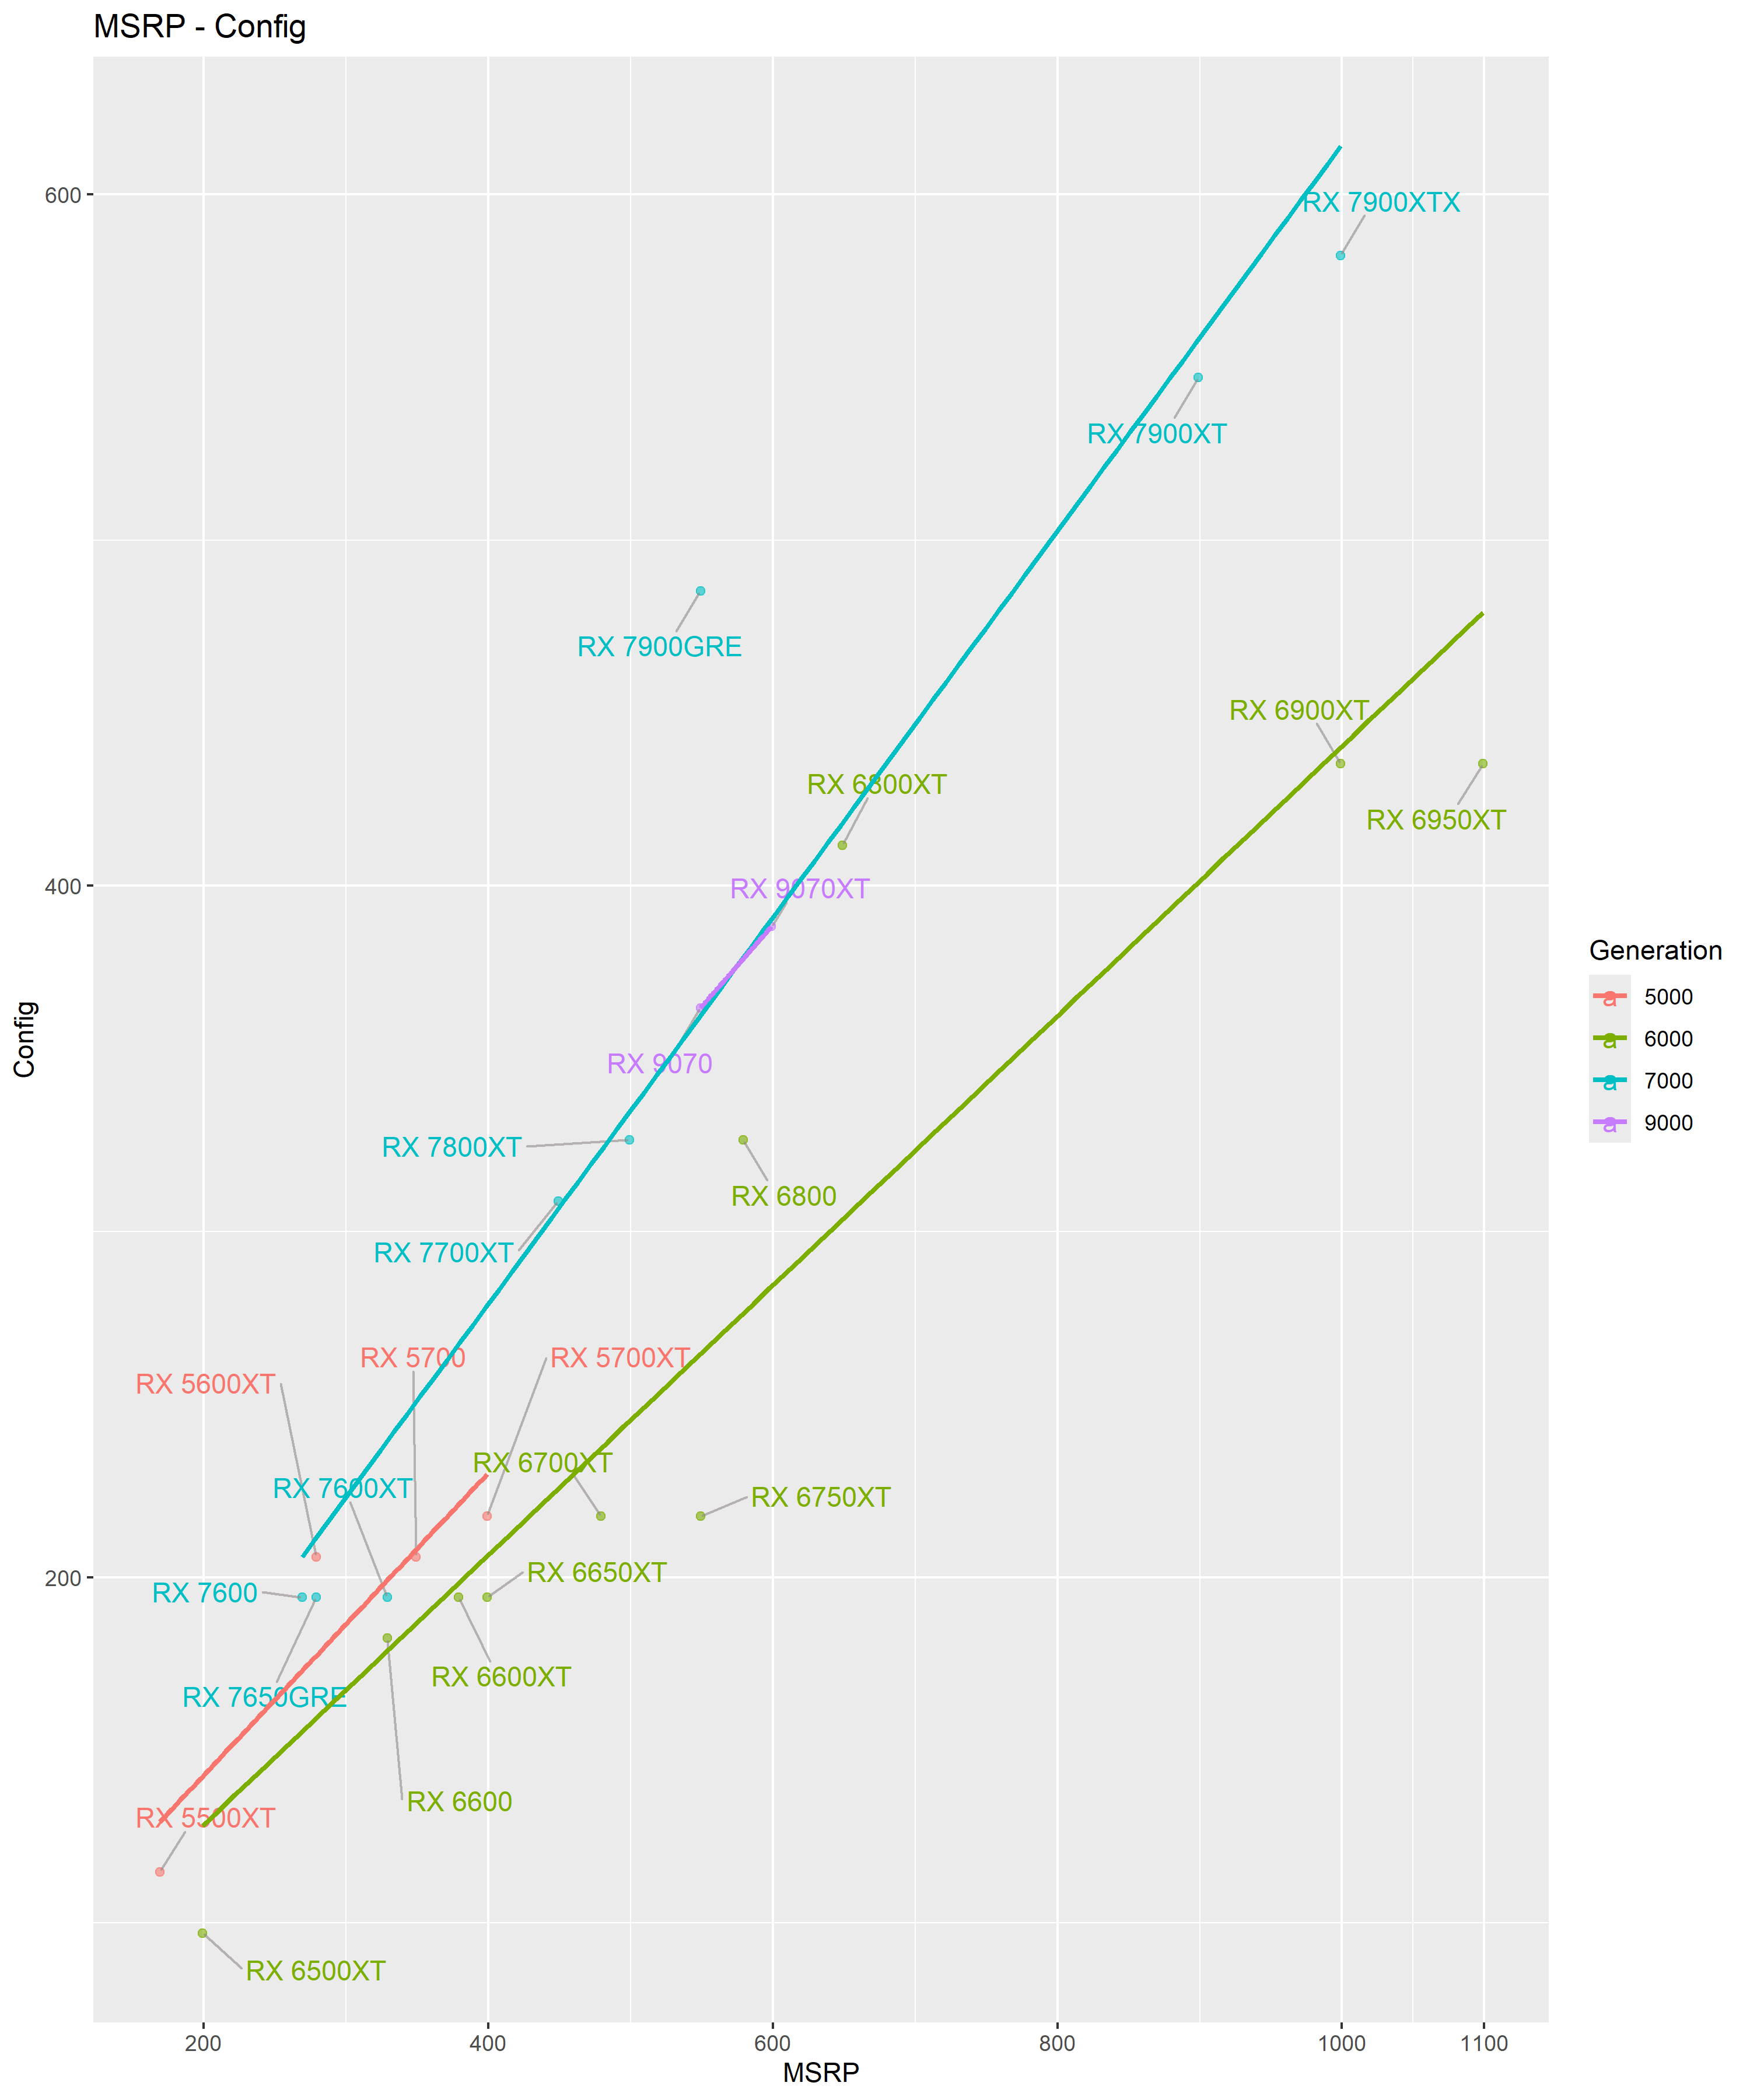 MSRP - Config
600
RX 7900XTX
RX 7900XT
RX 7900GRE
RX 6900XT
RX 6800XT
RX 6950XT
400
RX 9070XT
Generation
5000
6000
7000
9000
Config
RX 9070
RX 7800XT
RX 6800
RX 7700XT
RX 5700
RX 5700XT
RX 5600XT
RX 6700XT
RX 7600XT
RX 6750XT
200
RX 6650XT
RX 7600
RX 6600XT
RX 7650GRE
RX 6600
RX 5500XT
RX 6500XT
200 400 600 800 1000 1100
MSRP
a
a
a
a